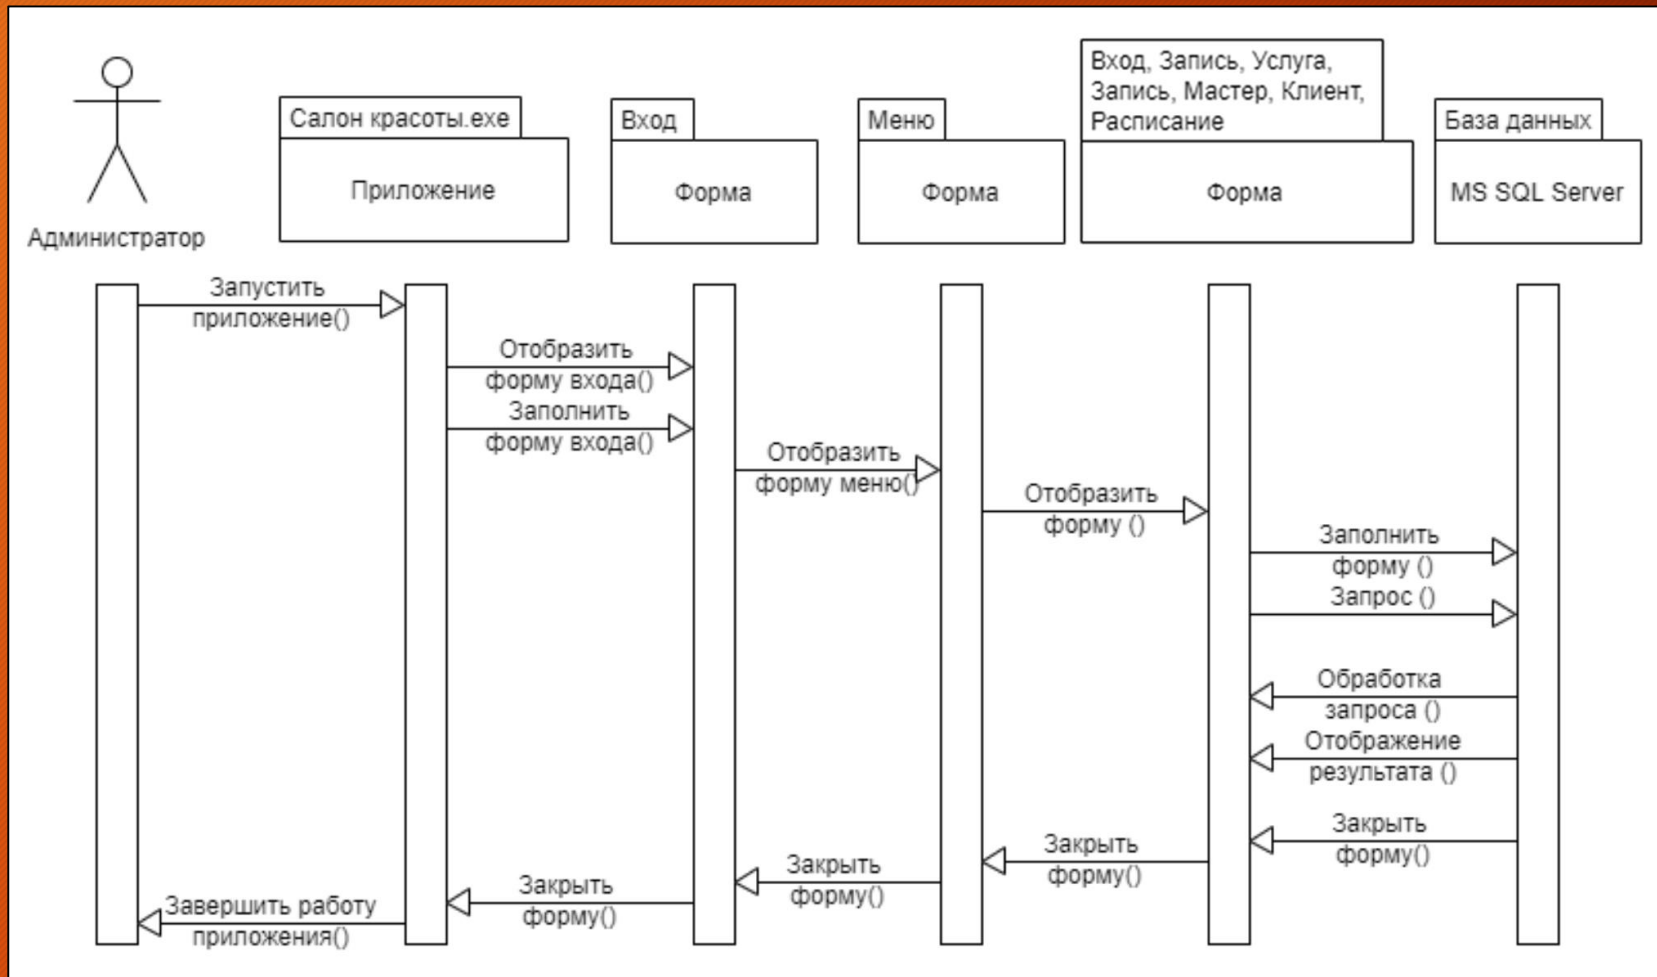 Администратор
Салон красоты.exe
Приложение
Вход
Форма
Меню
Форма
Вход, Запись, Услуга,
Запись, Мастер, Клиент,
Расписание
Форма
База данных
MS SQL Server
Запустить
приложение()
Отобразить
форму входа()
Заполнить
форму входа()
Отобразить
форму меню()
Отобразить
форму ()
Заполнить
форму ()
Запрос ()
Обработка
запроса ()
Отображение
результата ()
Закрыть
форму()
Закрыть
форму()
Закрыть
форму()
Закрыть
форму()
Завершить работу
приложения()